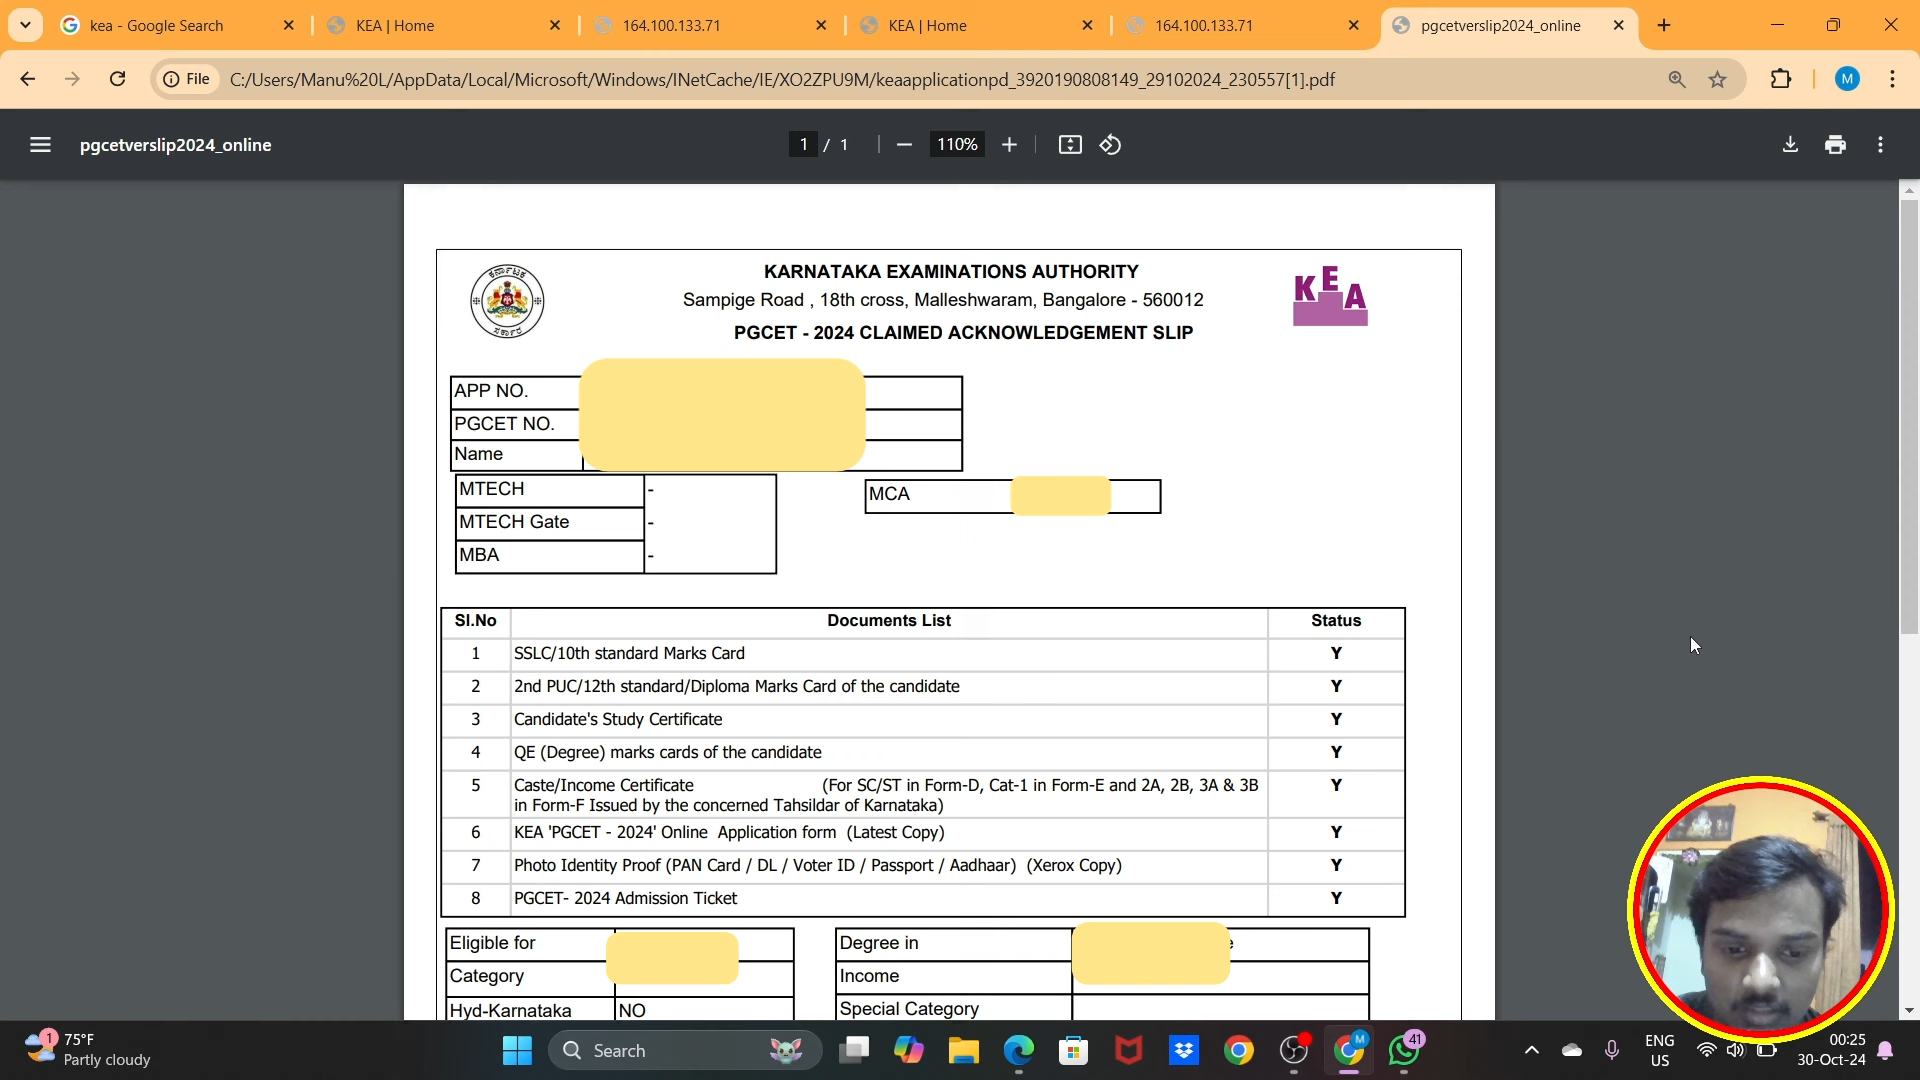 kea - Google Search
KEA | Home
164.100.133.71
KEA | Home
164.100.133.71
pgcetverslip2024_online
File
C:/Users/Manu%20L/AppData/Local/Microsoft/Windows/INetCache/IE/XO2ZPU9M/keaapplicationpd_3920190808149_29102024_230557[1].pdf
M
pgcetverslip2024_online
1 / 1
110%
KARNATAKA EXAMINATIONS AUTHORITY
Sampige Road , 18th cross, Malleshwaram, Bangalore - 560012
PGCET - 2024 CLAIMED ACKNOWLEDGEMENT SLIP
KEA
APP NO.
PGCET NO.
Name
MTECH -
MTECH Gate -
MBA -
MCA
Sl.No Documents List Status
1 SSLC/10th standard Marks Card Y
2 2nd PUC/12th standard/Diploma Marks Card of the candidate Y
3 Candidate's Study Certificate Y
4 QE (Degree) marks cards of the candidate Y
5 Caste/Income Certificate (For SC/ST in Form-D, Cat-1 in Form-E and 2A, 2B, 3A & 3B Y
in Form-F Issued by the concerned Tahsildar of Karnataka)
6 KEA 'PGCET - 2024' Online Application form (Latest Copy) Y
7 Photo Identity Proof (PAN Card / DL / Voter ID / Passport / Aadhaar) (Xerox Copy) Y
8 PGCET- 2024 Admission Ticket Y
Eligible for
Category
Hyd-Karnataka NO
Degree in
Income
Special Category
1
75°F
Partly cloudy
Search
M
41
ENG
US
00:25
30-Oct-24